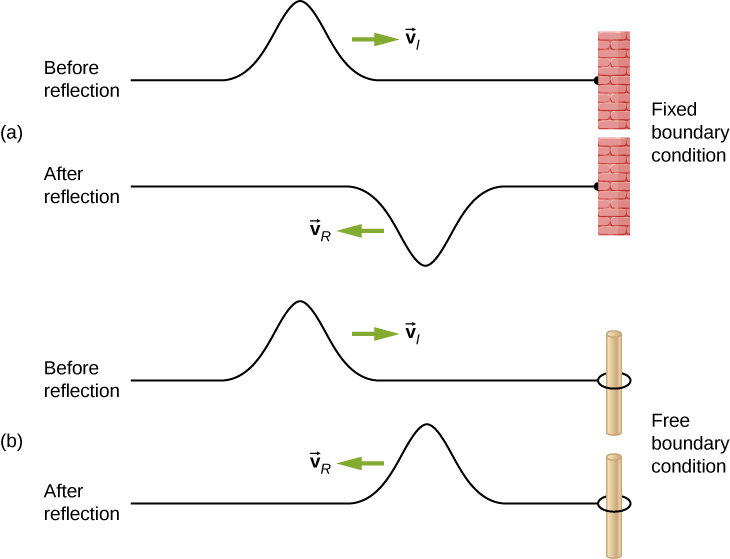 Before
reflection
v⃗I
(a)
Fixed
boundary
condition
After
reflection
v⃗R
Before
reflection
v⃗I
(b)
Free
boundary
condition
v⃗R
After
reflection